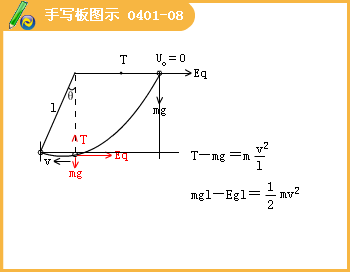 手写板图示 0401-08
T U₀=0
Eq
mg
θ
l
T
Eq
v
mg
T－mg＝m v²/l
mgl－Eql＝1/2 mv²